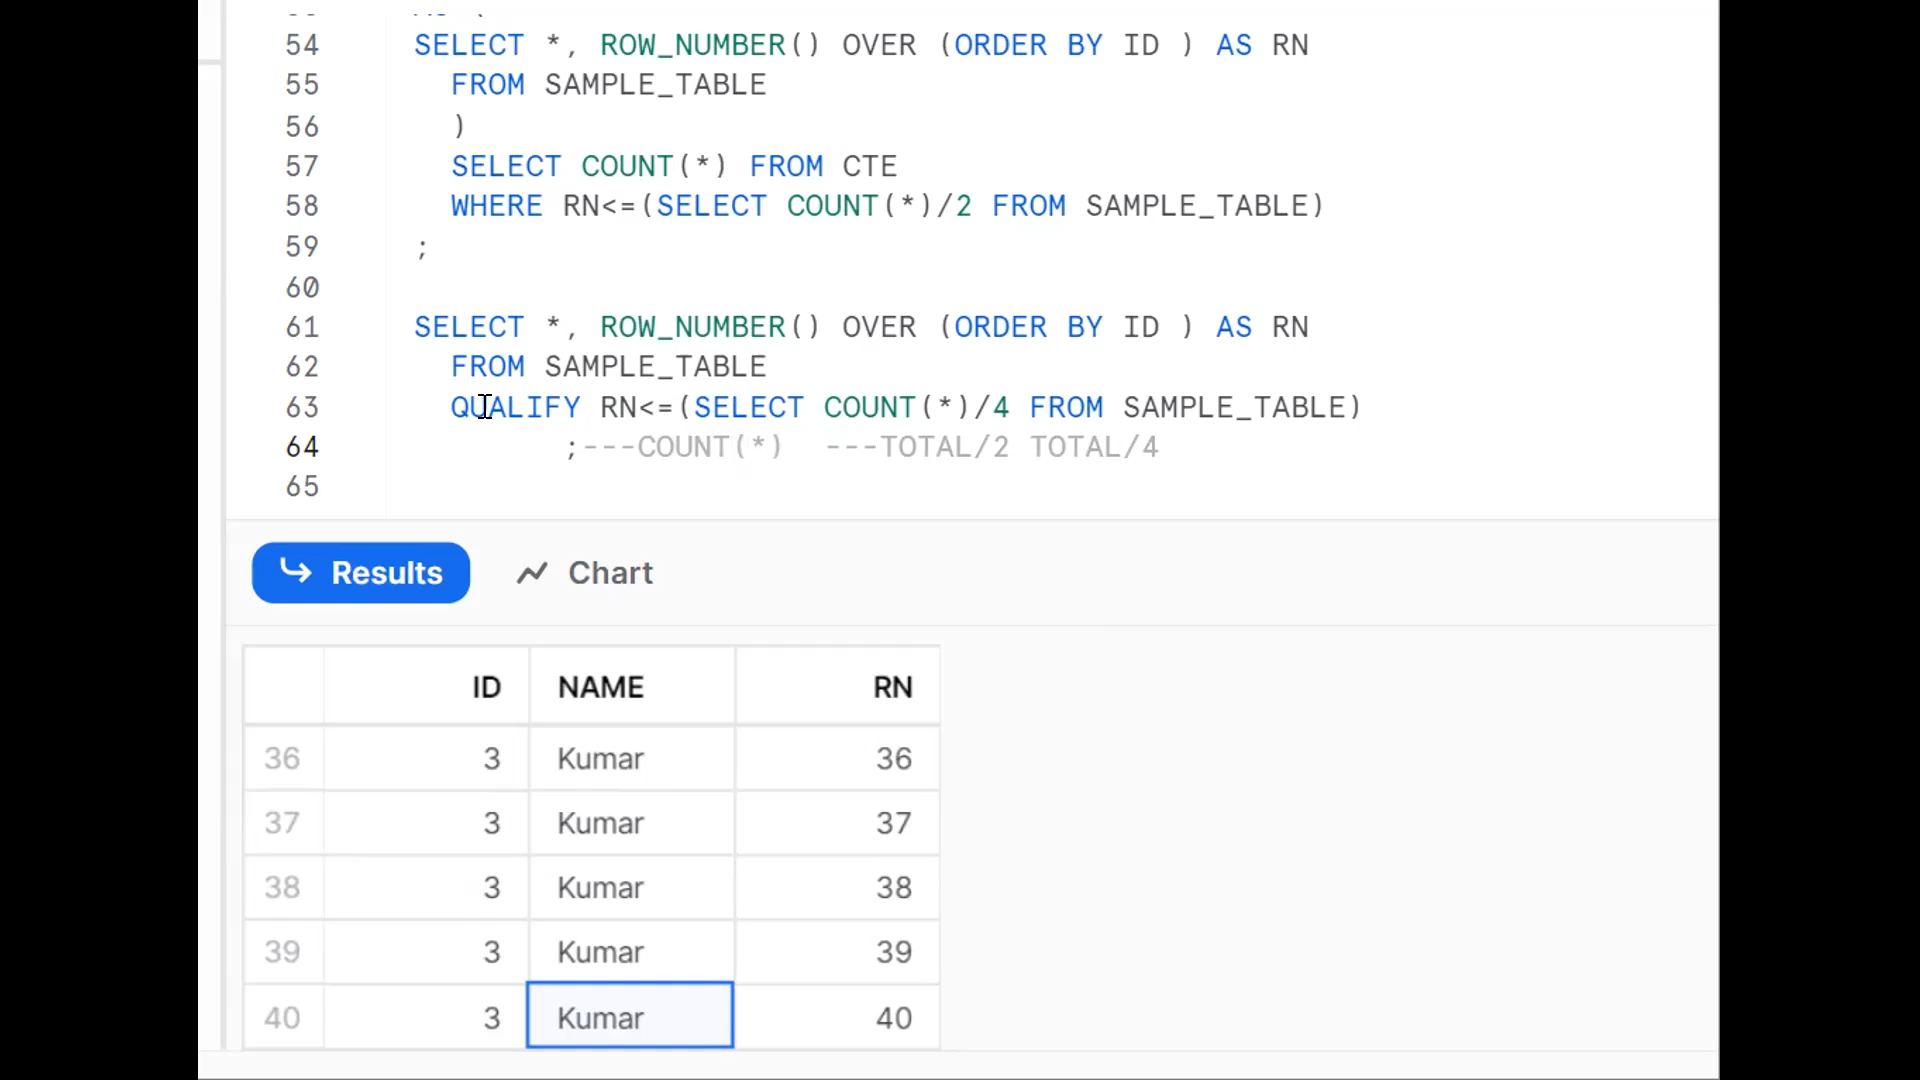 54 SELECT *, ROW_NUMBER() OVER (ORDER BY ID ) AS RN
55 FROM SAMPLE_TABLE
56 )
57 SELECT COUNT(*) FROM CTE
58 WHERE RN<=(SELECT COUNT(*)/2 FROM SAMPLE_TABLE)
59 ;
60
61 SELECT *, ROW_NUMBER() OVER (ORDER BY ID ) AS RN
62 FROM SAMPLE_TABLE
63 QUALIFY RN<=(SELECT COUNT(*)/4 FROM SAMPLE_TABLE)
64 ;---COUNT(*) ---TOTAL/2 TOTAL/4
65
Results Chart
ID NAME RN
36 3 Kumar 36
37 3 Kumar 37
38 3 Kumar 38
39 3 Kumar 39
40 3 Kumar 40